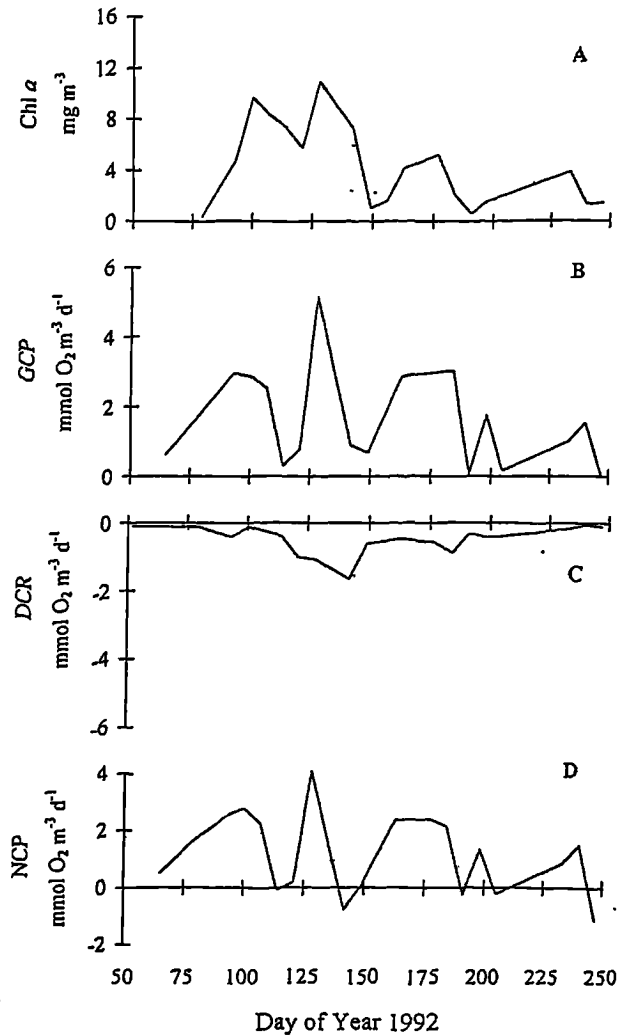 16
12
8
4
0
Chl a
mg m-3
A
6
4
2
0
GCP
mmol O2 m-3 d-1
B
0
-2
-4
-6
DCR
mmol O2 m-3 d-1
C
4
2
0
-2
NCP
mmol O2 m-3 d-1
D
50 75 100 125 150 175 200 225 250
Day of Year 1992